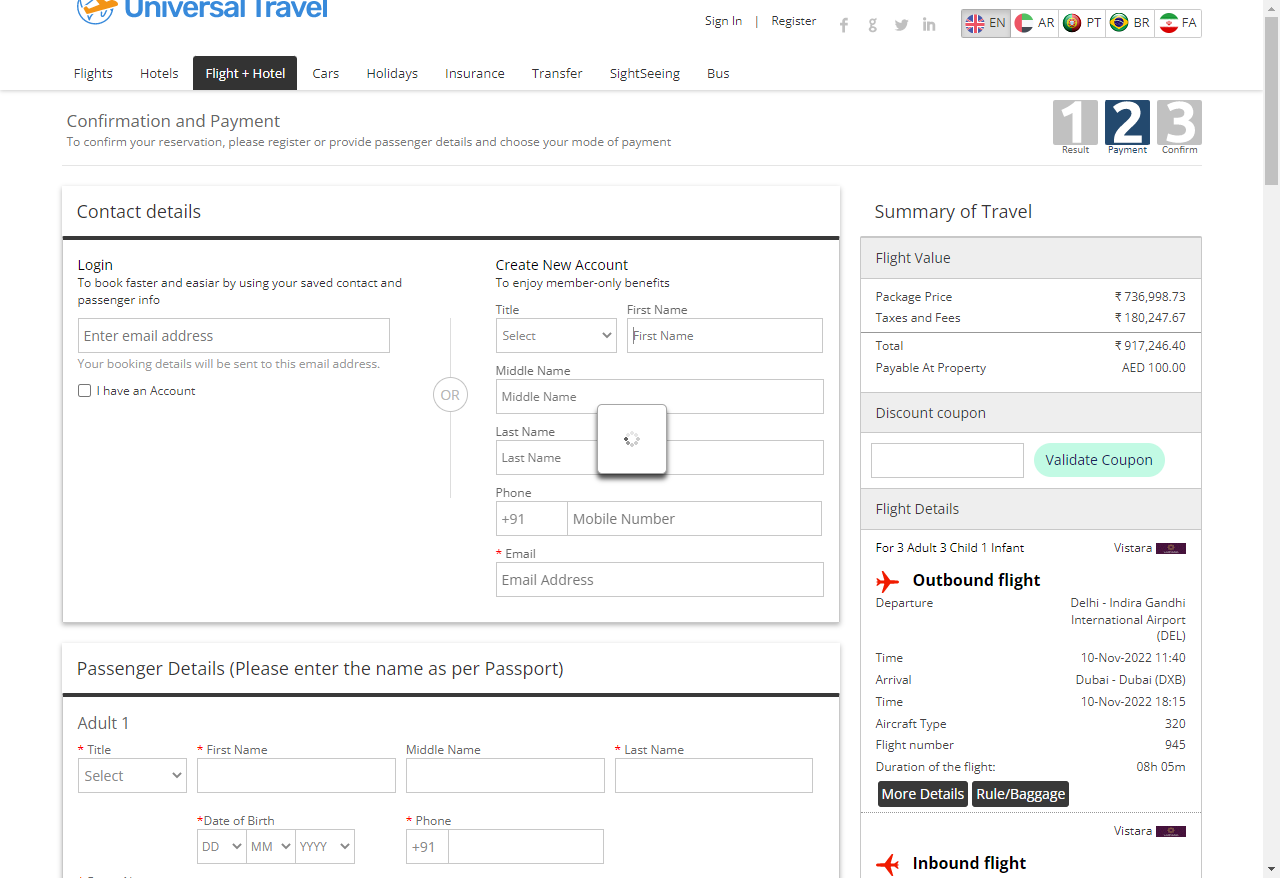 Universal Travel
Sign In | Register
EN AR PT BR FA
Flights Hotels Flight + Hotel Cars Holidays Insurance Transfer SightSeeing Bus
Confirmation and Payment
To confirm your reservation, please register or provide passenger details and choose your mode of payment
1 2 3
Result Payment Confirm
Contact details
Login
To book faster and easiar by using your saved contact and
passenger info
Enter email address
Your booking details will be sent to this email address.
I have an Account
OR
Create New Account
To enjoy member-only benefits
Title First Name
Select First Name
Middle Name
Middle Name
Last Name
Last Name
Phone
+91 Mobile Number
* Email
Email Address
Passenger Details (Please enter the name as per Passport)
Adult 1
* Title * First Name Middle Name * Last Name
Select
*Date of Birth * Phone
DD MM YYYY +91
Summary of Travel
Flight Value
Package Price ₹ 736,998.73
Taxes and Fees ₹ 180,247.67
Total ₹ 917,246.40
Payable At Property AED 100.00
Discount coupon
Validate Coupon
Flight Details
For 3 Adult 3 Child 1 Infant Vistara
Outbound flight
Departure Delhi - Indira Gandhi
International Airport
(DEL)
Time 10-Nov-2022 11:40
Arrival Dubai - Dubai (DXB)
Time 10-Nov-2022 18:15
Aircraft Type 320
Flight number 945
Duration of the flight: 08h 05m
More Details Rule/Baggage
Vistara
Inbound flight